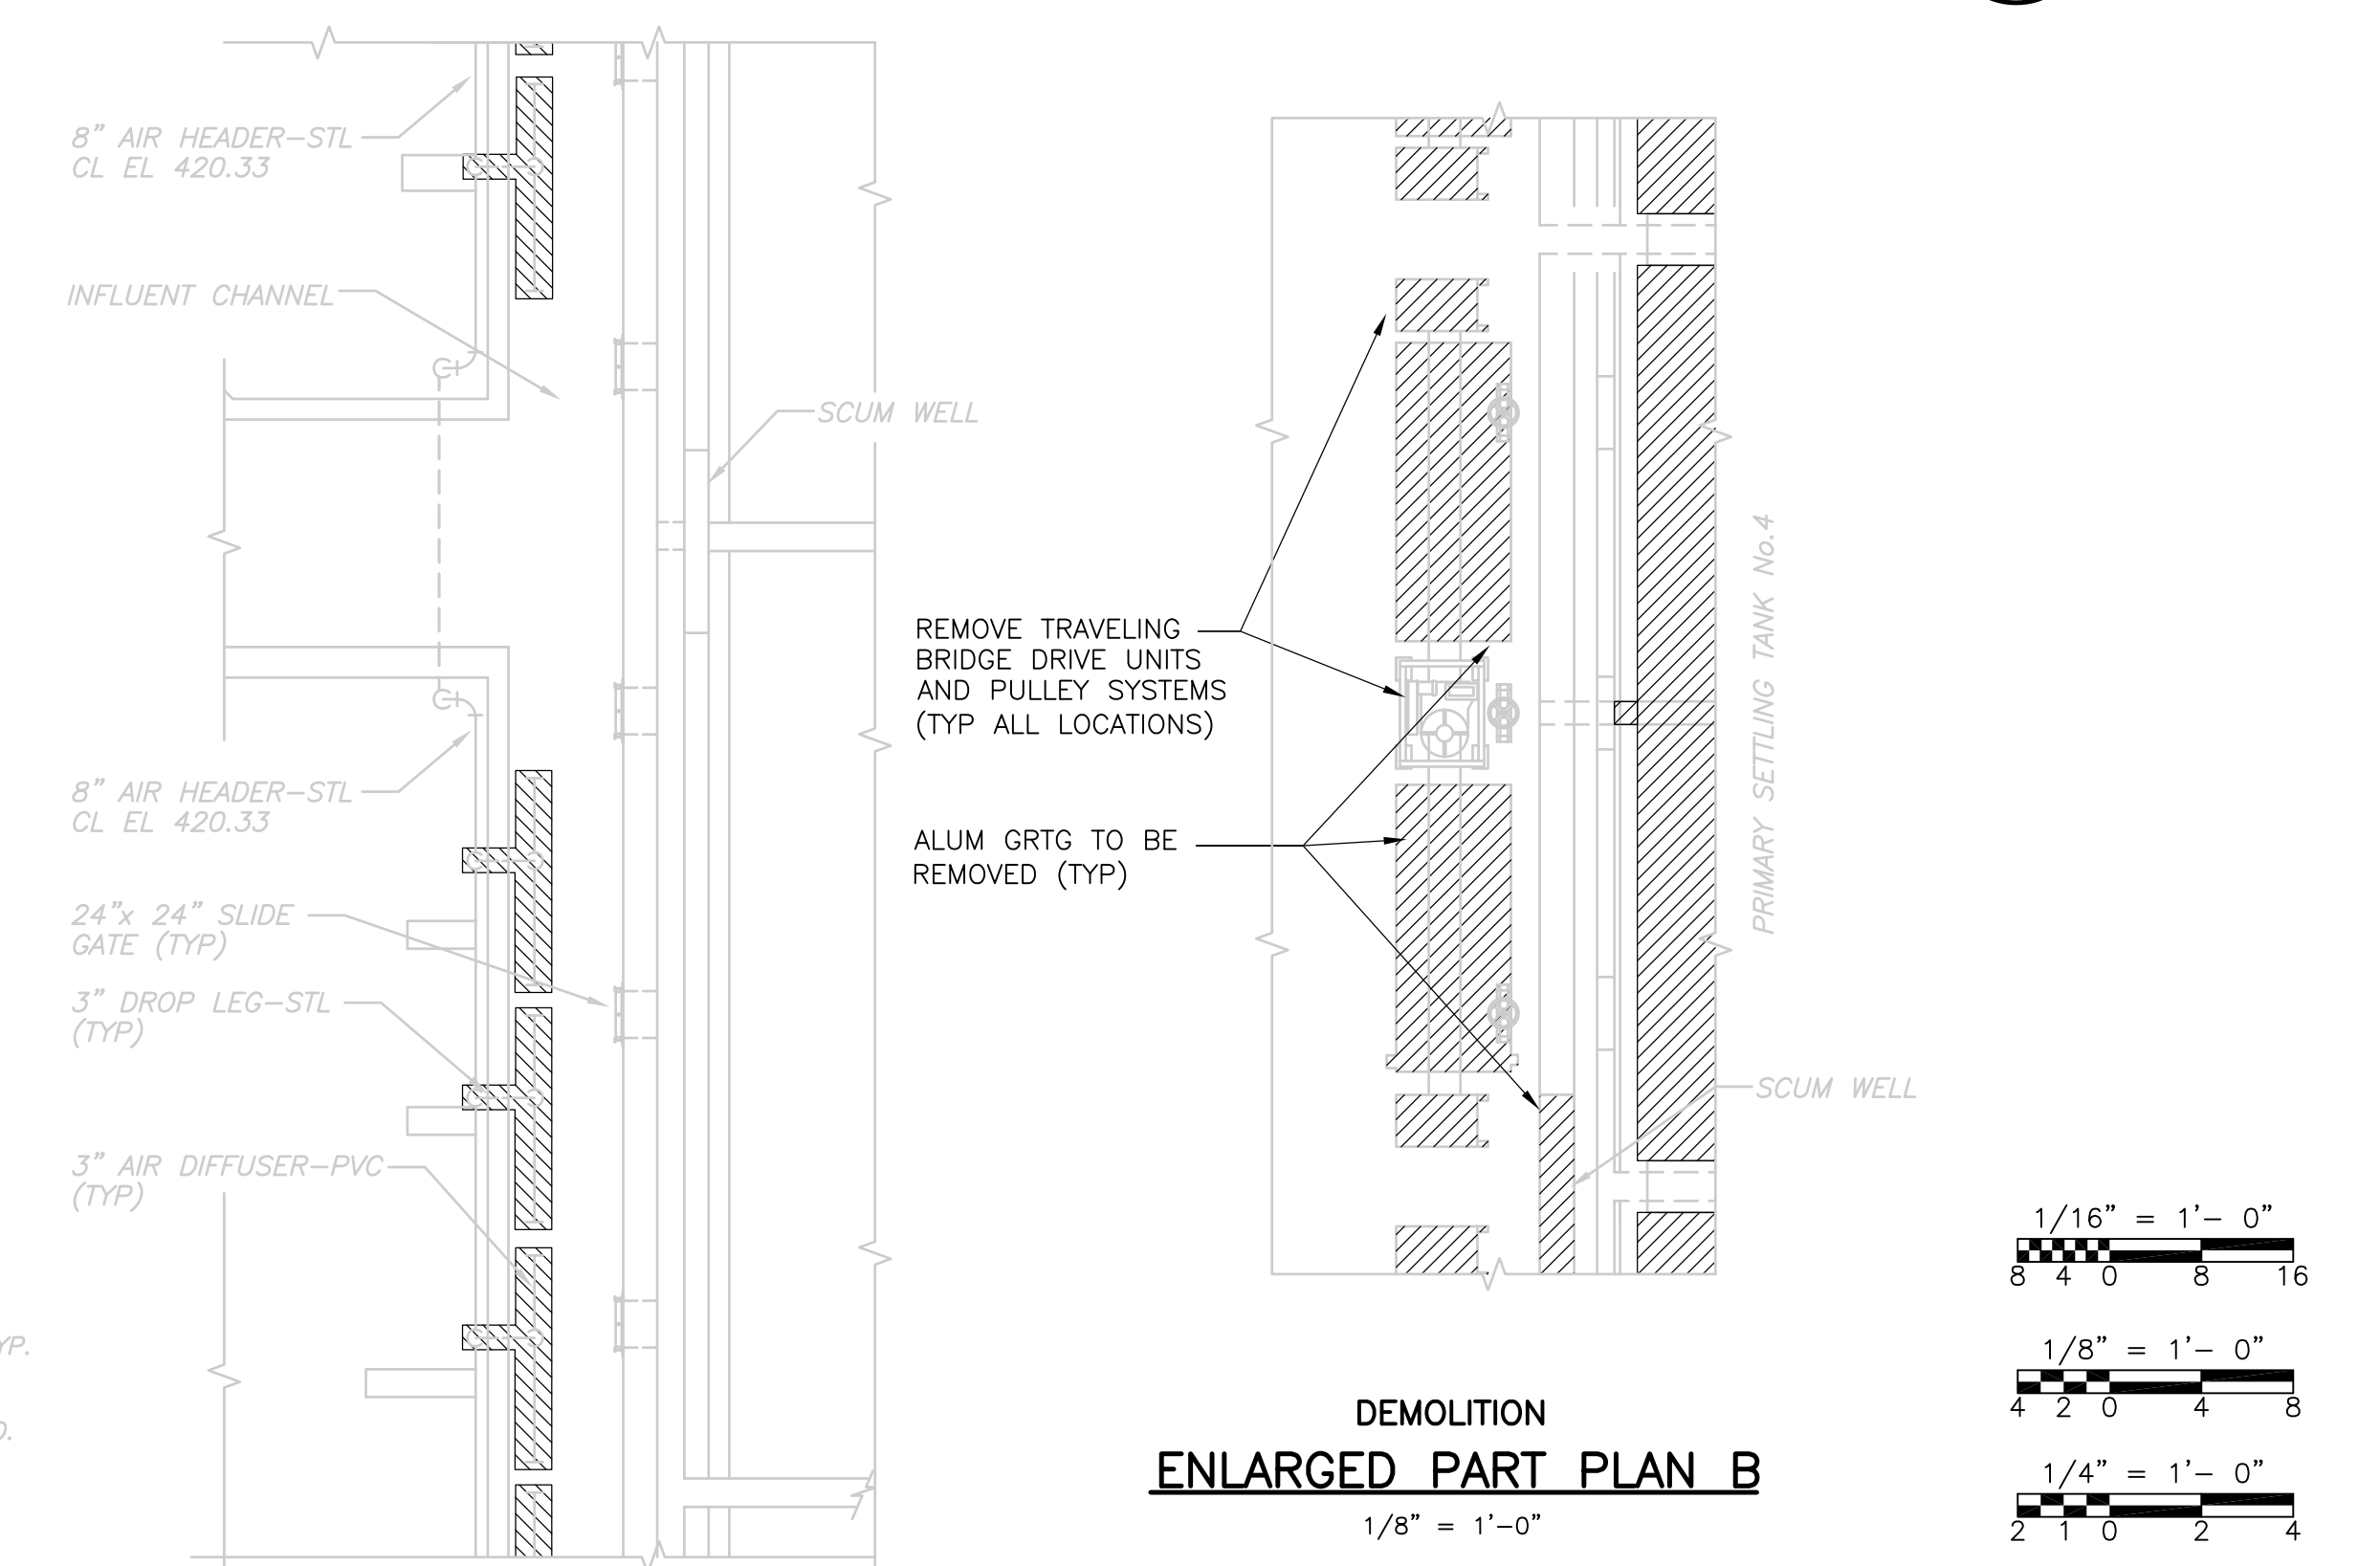 8" AIR HEADER-STL
CL EL 420.33
INFLUENT CHANNEL
SCUM WELL
8" AIR HEADER-STL
CL EL 420.33
24"x 24" SLIDE
GATE (TYP)
3" DROP LEG-STL
(TYP)
3" AIR DIFFUSER-PVC
(TYP)
YP.
REMOVE TRAVELING
BRIDGE DRIVE UNITS
AND PULLEY SYSTEMS
(TYP ALL LOCATIONS)
ALUM GRTG TO BE
REMOVED (TYP)
PRIMARY SETTLING TANK No.4
SCUM WELL
DEMOLITION
ENLARGED PART PLAN B
1/8" = 1'-0"
1/16" = 1'- 0"
8 4 0 8 16
1/8" = 1'- 0"
4 2 0 4 8
1/4" = 1'- 0"
2 1 0 2 4